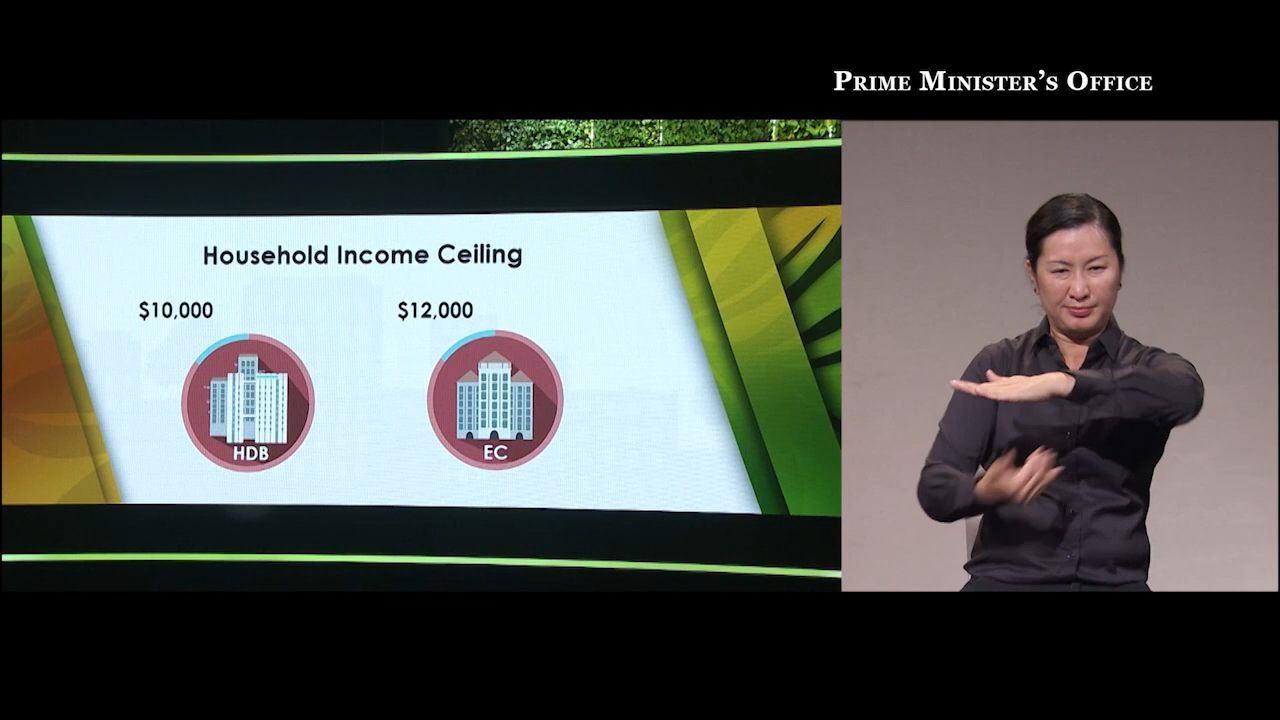 PRIME MINISTER'S OFFICE
Household Income Ceiling
$10,000
$12,000
HDB
EC